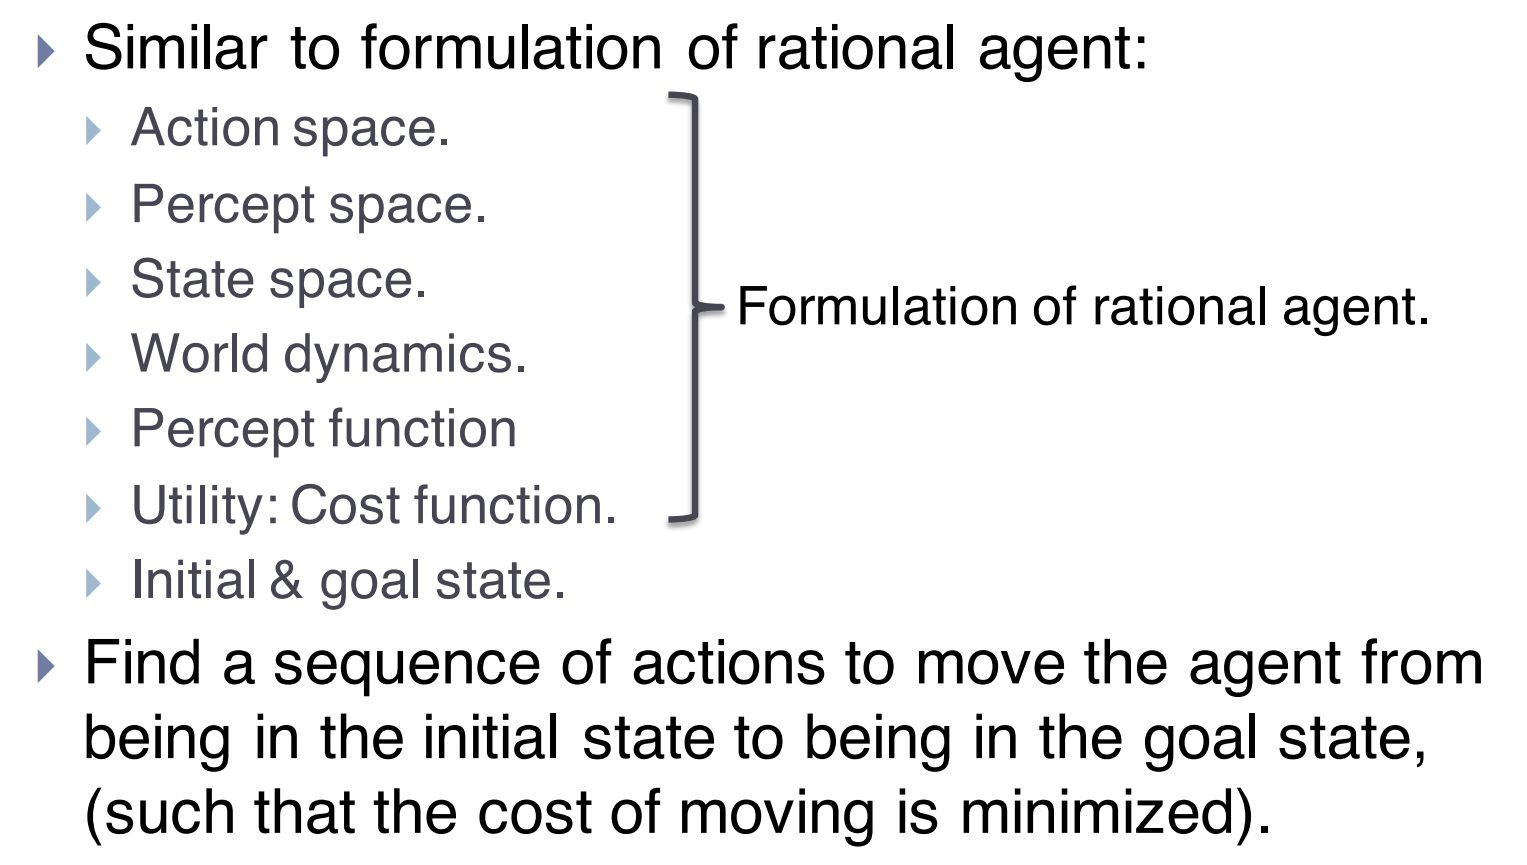 Similar to formulation of rational agent:
Action space.
Percept space.
State space.
Formulation of rational agent.
World dynamics.
Percept function
Utility: Cost function.
Initial & goal state.
Find a sequence of actions to move the agent from
being in the initial state to being in the goal state,
(such that the cost of moving is minimized).